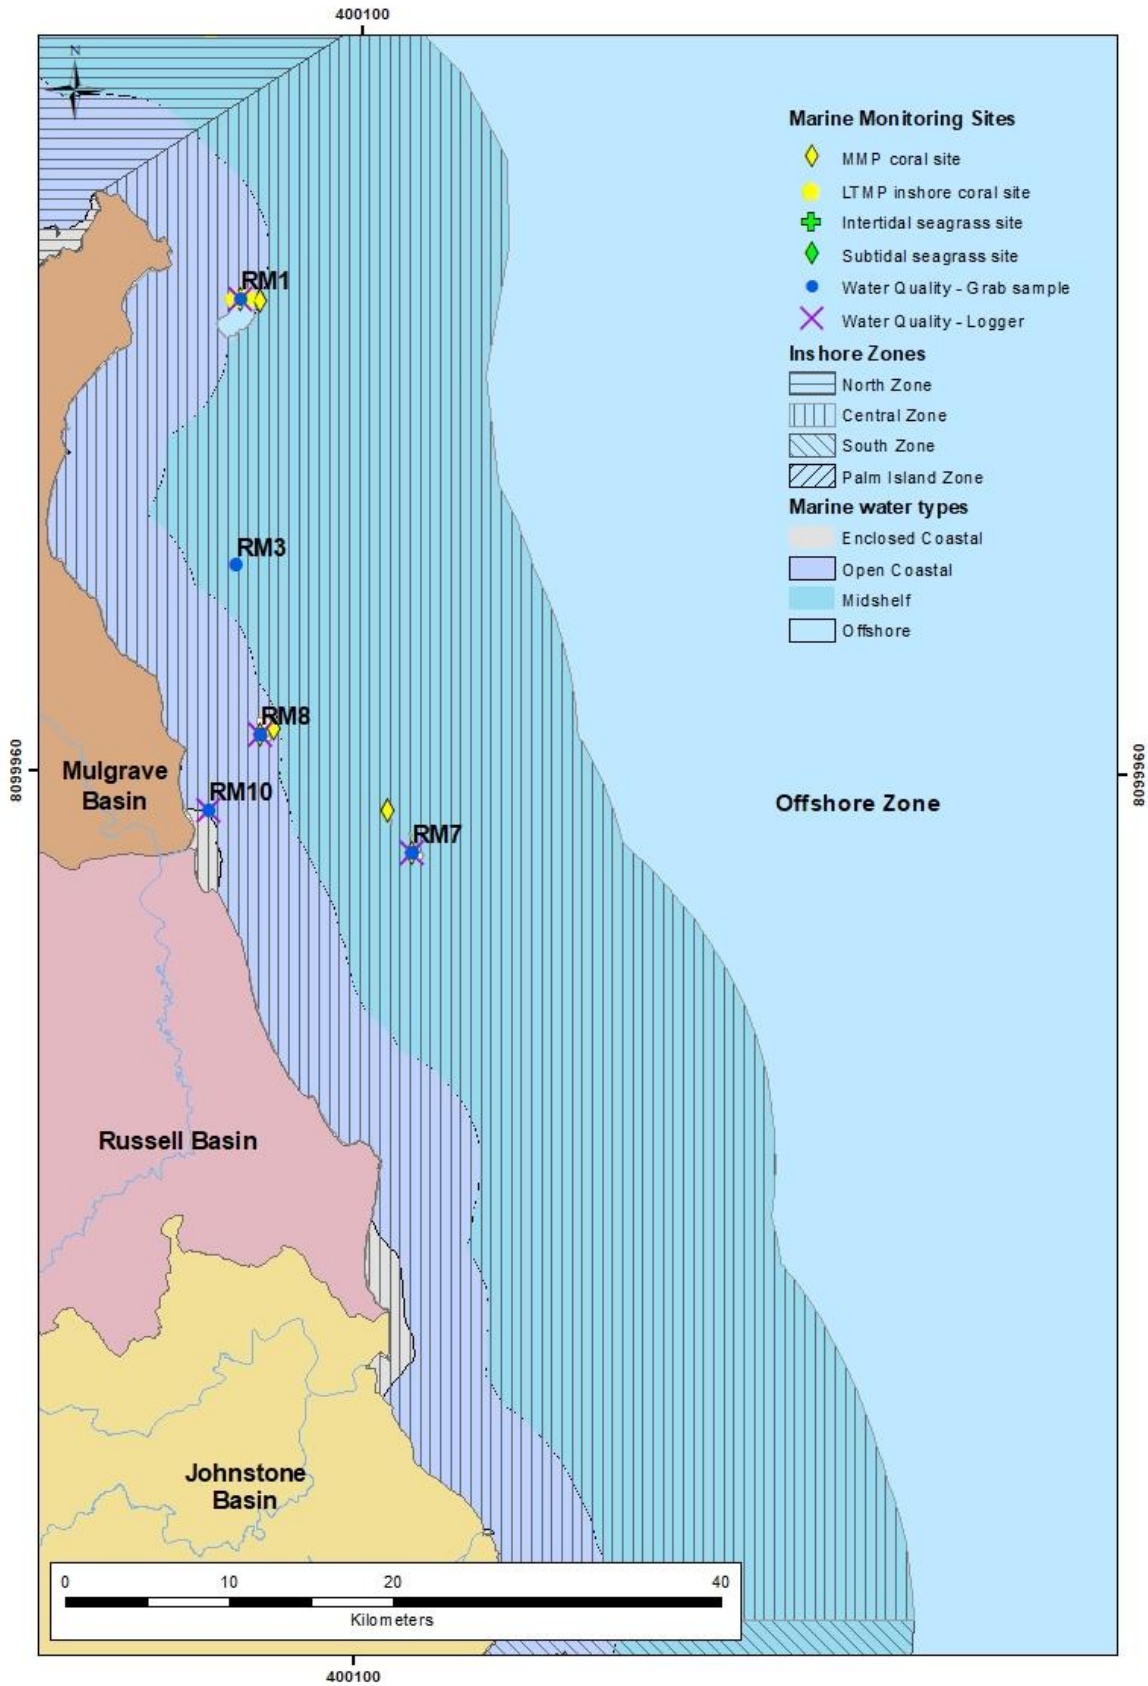 400100
N
Marine Monitoring Sites
MMP coral site
LTMP inshore coral site
Intertidal seagrass site
Subtidal seagrass site
Water Quality - Grab sample
Water Quality - Logger
Inshore Zones
North Zone
Central Zone
South Zone
Palm Island Zone
Marine water types
Enclosed Coastal
Open Coastal
Midshelf
Offshore
RM1
RM3
RM8
8099960
8099960
Mulgrave
Basin
RM10
Offshore Zone
RM7
Russell Basin
Johnstone
Basin
0 10 20 40
Kilometers
400100